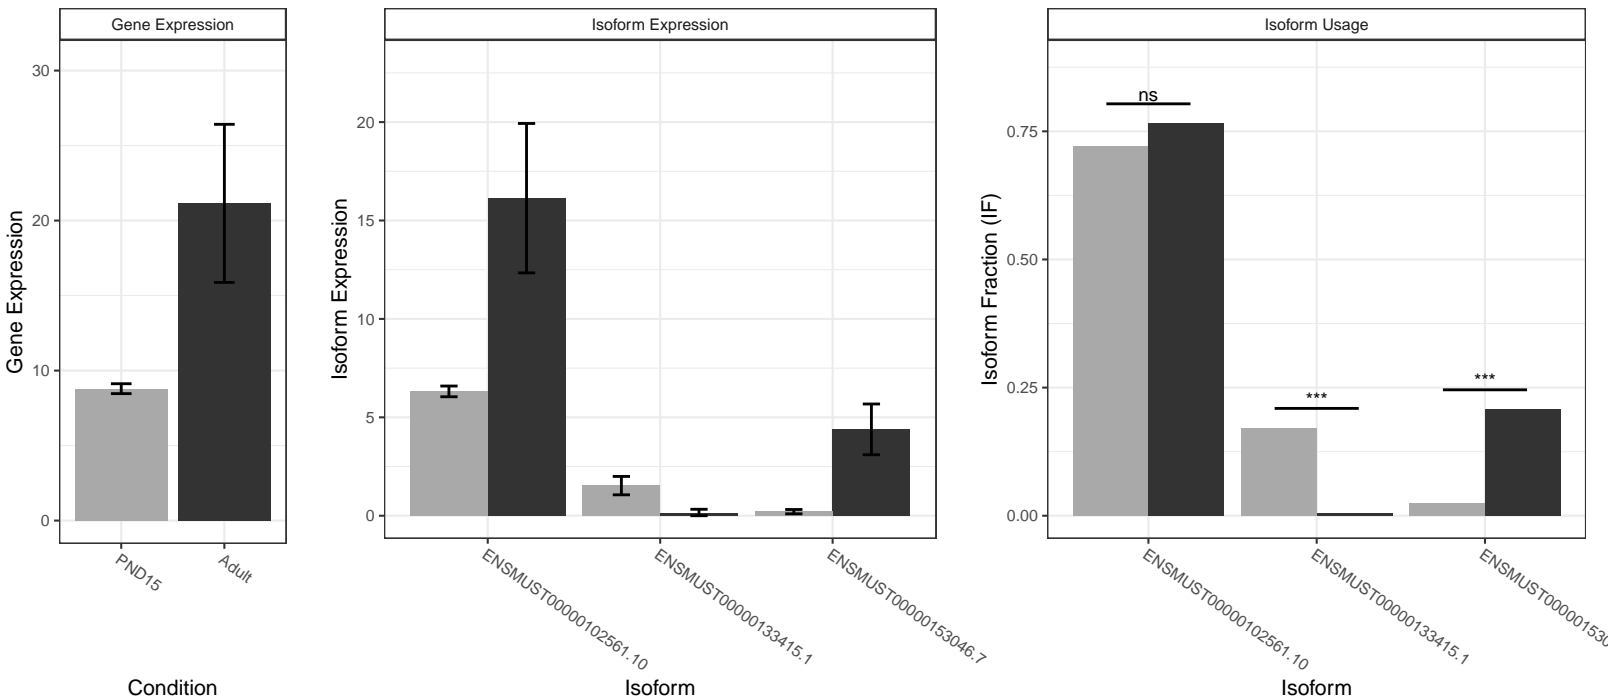 Gene Expression
Gene Expression
30
20
10
0
PND15
Adult
Condition
Isoform Expression
Isoform Expression
20
15
10
5
0
ENSMUST00000102561.10
ENSMUST00000133415.1
ENSMUST00000153046.7
Isoform
Isoform Usage
Isoform Fraction (IF)
0.75
0.50
0.25
0.00
ns
***
***
ENSMUST00000102561.10
ENSMUST00000133415.1
ENSMUST000001530
Isoform